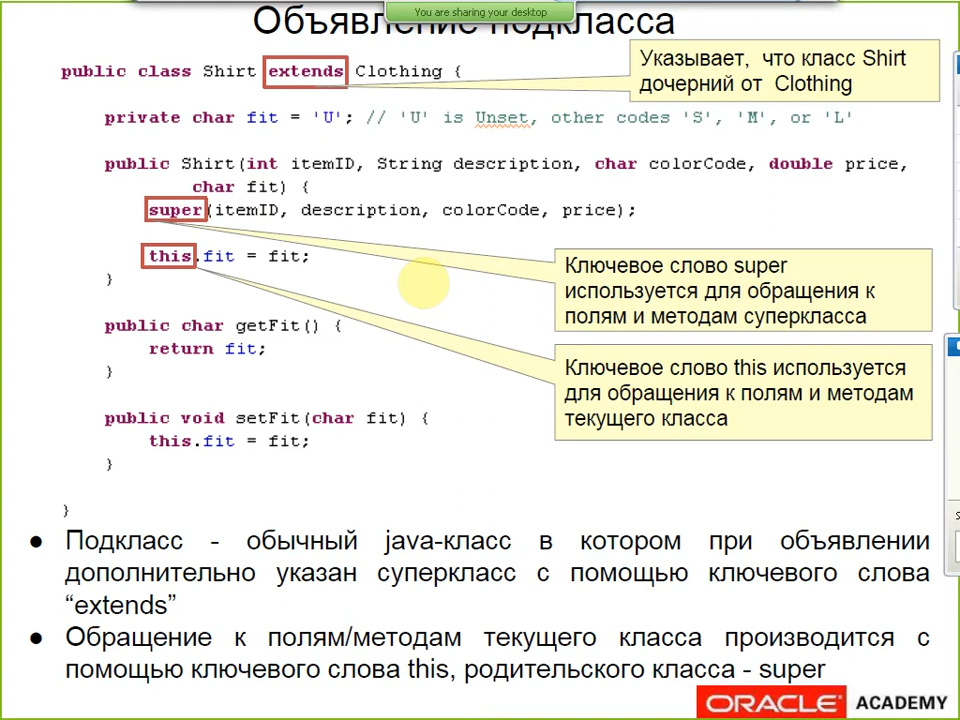 You are sharing your desktop
Объявление подкласса
public class Shirt extends Clothing {
Указывает, что класс Shirt
дочерний от Clothing
private char fit = 'U'; // 'U' is Unset, other codes 'S', 'M', or 'L'
public Shirt(int itemID, String description, char colorCode, double price,
char fit) {
super(itemID, description, colorCode, price);
this.fit = fit;
}
Ключевое слово super
используется для обращения к
полям и методам суперкласса
public char getFit() {
return fit;
}
Ключевое слово this используется
для обращения к полям и методам
текущего класса
public void setFit(char fit) {
this.fit = fit;
}
}
● Подкласс - обычный java-класс в котором при объявлении
дополнительно указан суперкласс с помощью ключевого слова
“extends”
● Обращение к полям/методам текущего класса производится с
помощью ключевого слова this, родительского класса - super
ORACLE ACADEMY